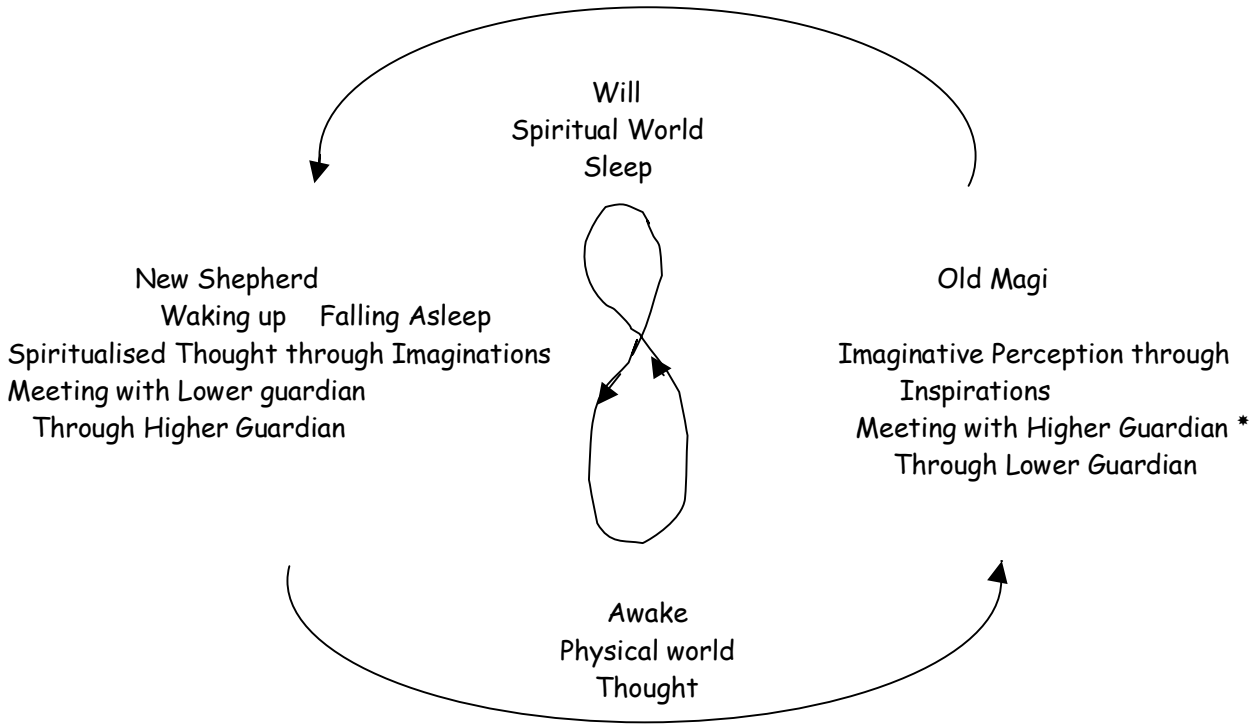 Will
Spiritual World
Sleep
New Shepherd
Waking up Falling Asleep
Spiritualised Thought through Imaginations
Meeting with Lower guardian
Through Higher Guardian
Old Magi
Imaginative Perception through
Inspirations
Meeting with Higher Guardian *
Through Lower Guardian
Awake
Physical world
Thought